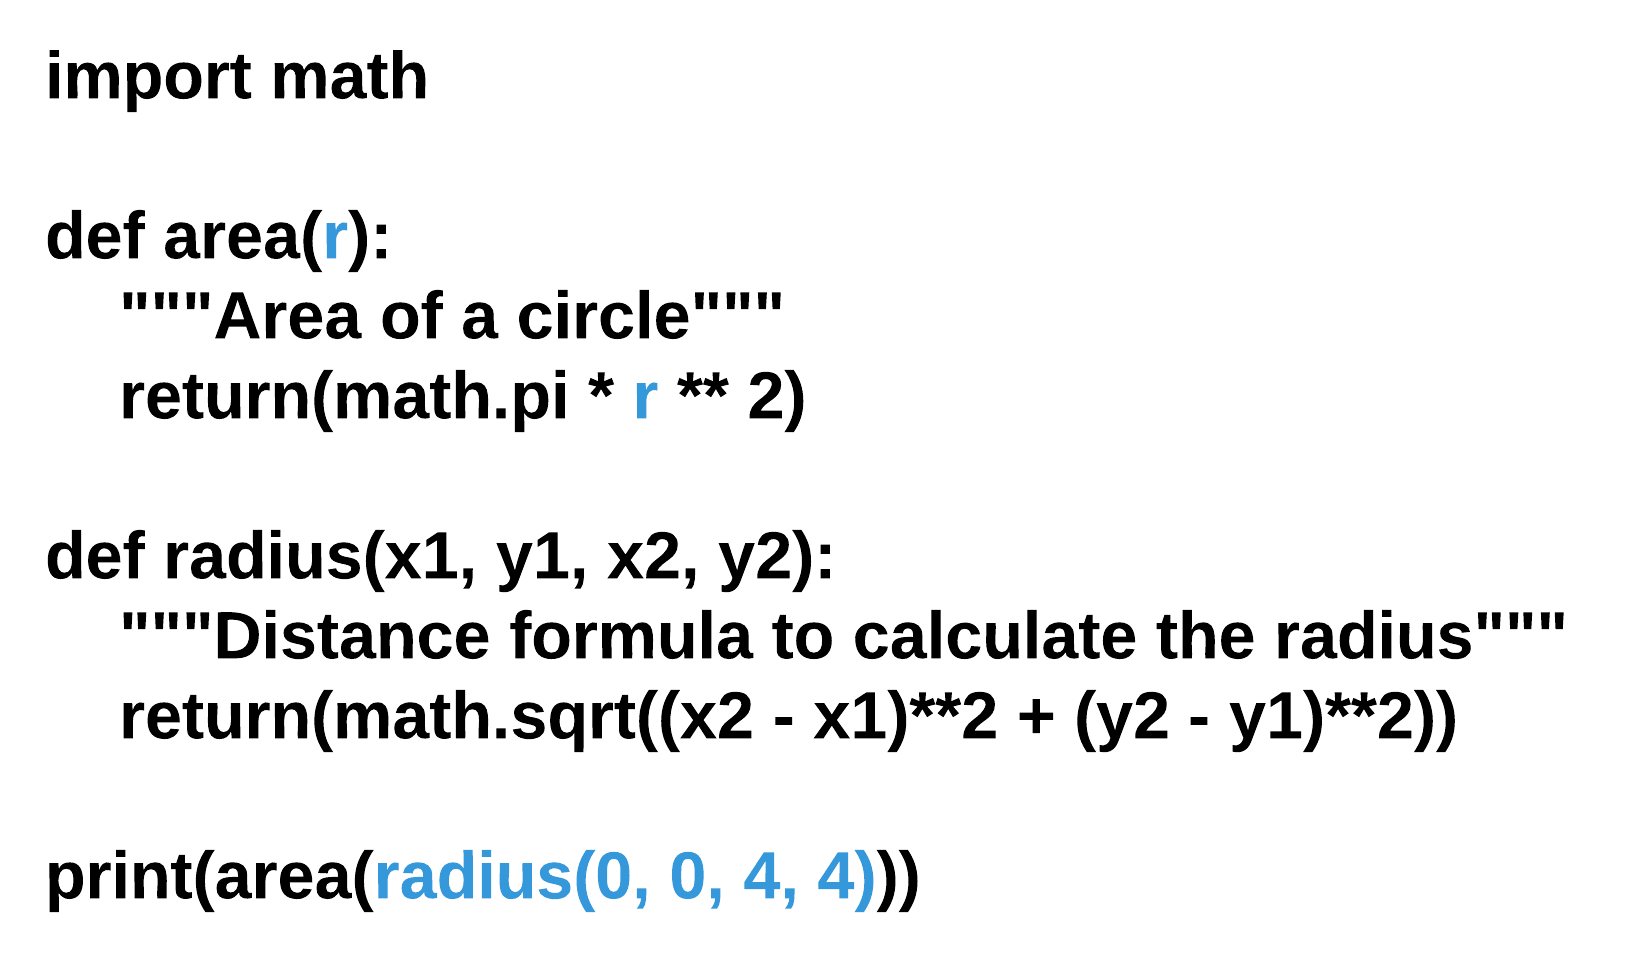 import math
def area(r):
"""Area of a circle"""
return(math.pi * r ** 2)
def radius(x1, y1, x2, y2):
"""Distance formula to calculate the radius"""
return(math.sqrt((x2 - x1)**2 + (y2 - y1)**2))
print(area(radius(0, 0, 4, 4)))